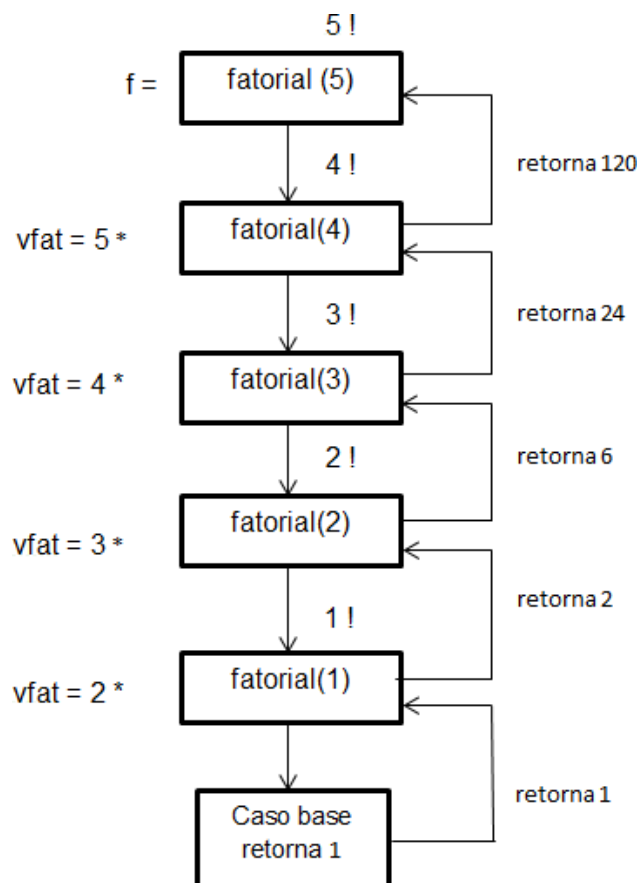 5 !
f =
fatorial (5)
4 !
retorna 120
vfat = 5 *
fatorial(4)
3 !
retorna 24
vfat = 4 *
fatorial(3)
2 !
retorna 6
vfat = 3 *
fatorial(2)
1 !
retorna 2
vfat = 2 *
fatorial(1)
Caso base
retorna 1
retorna 1